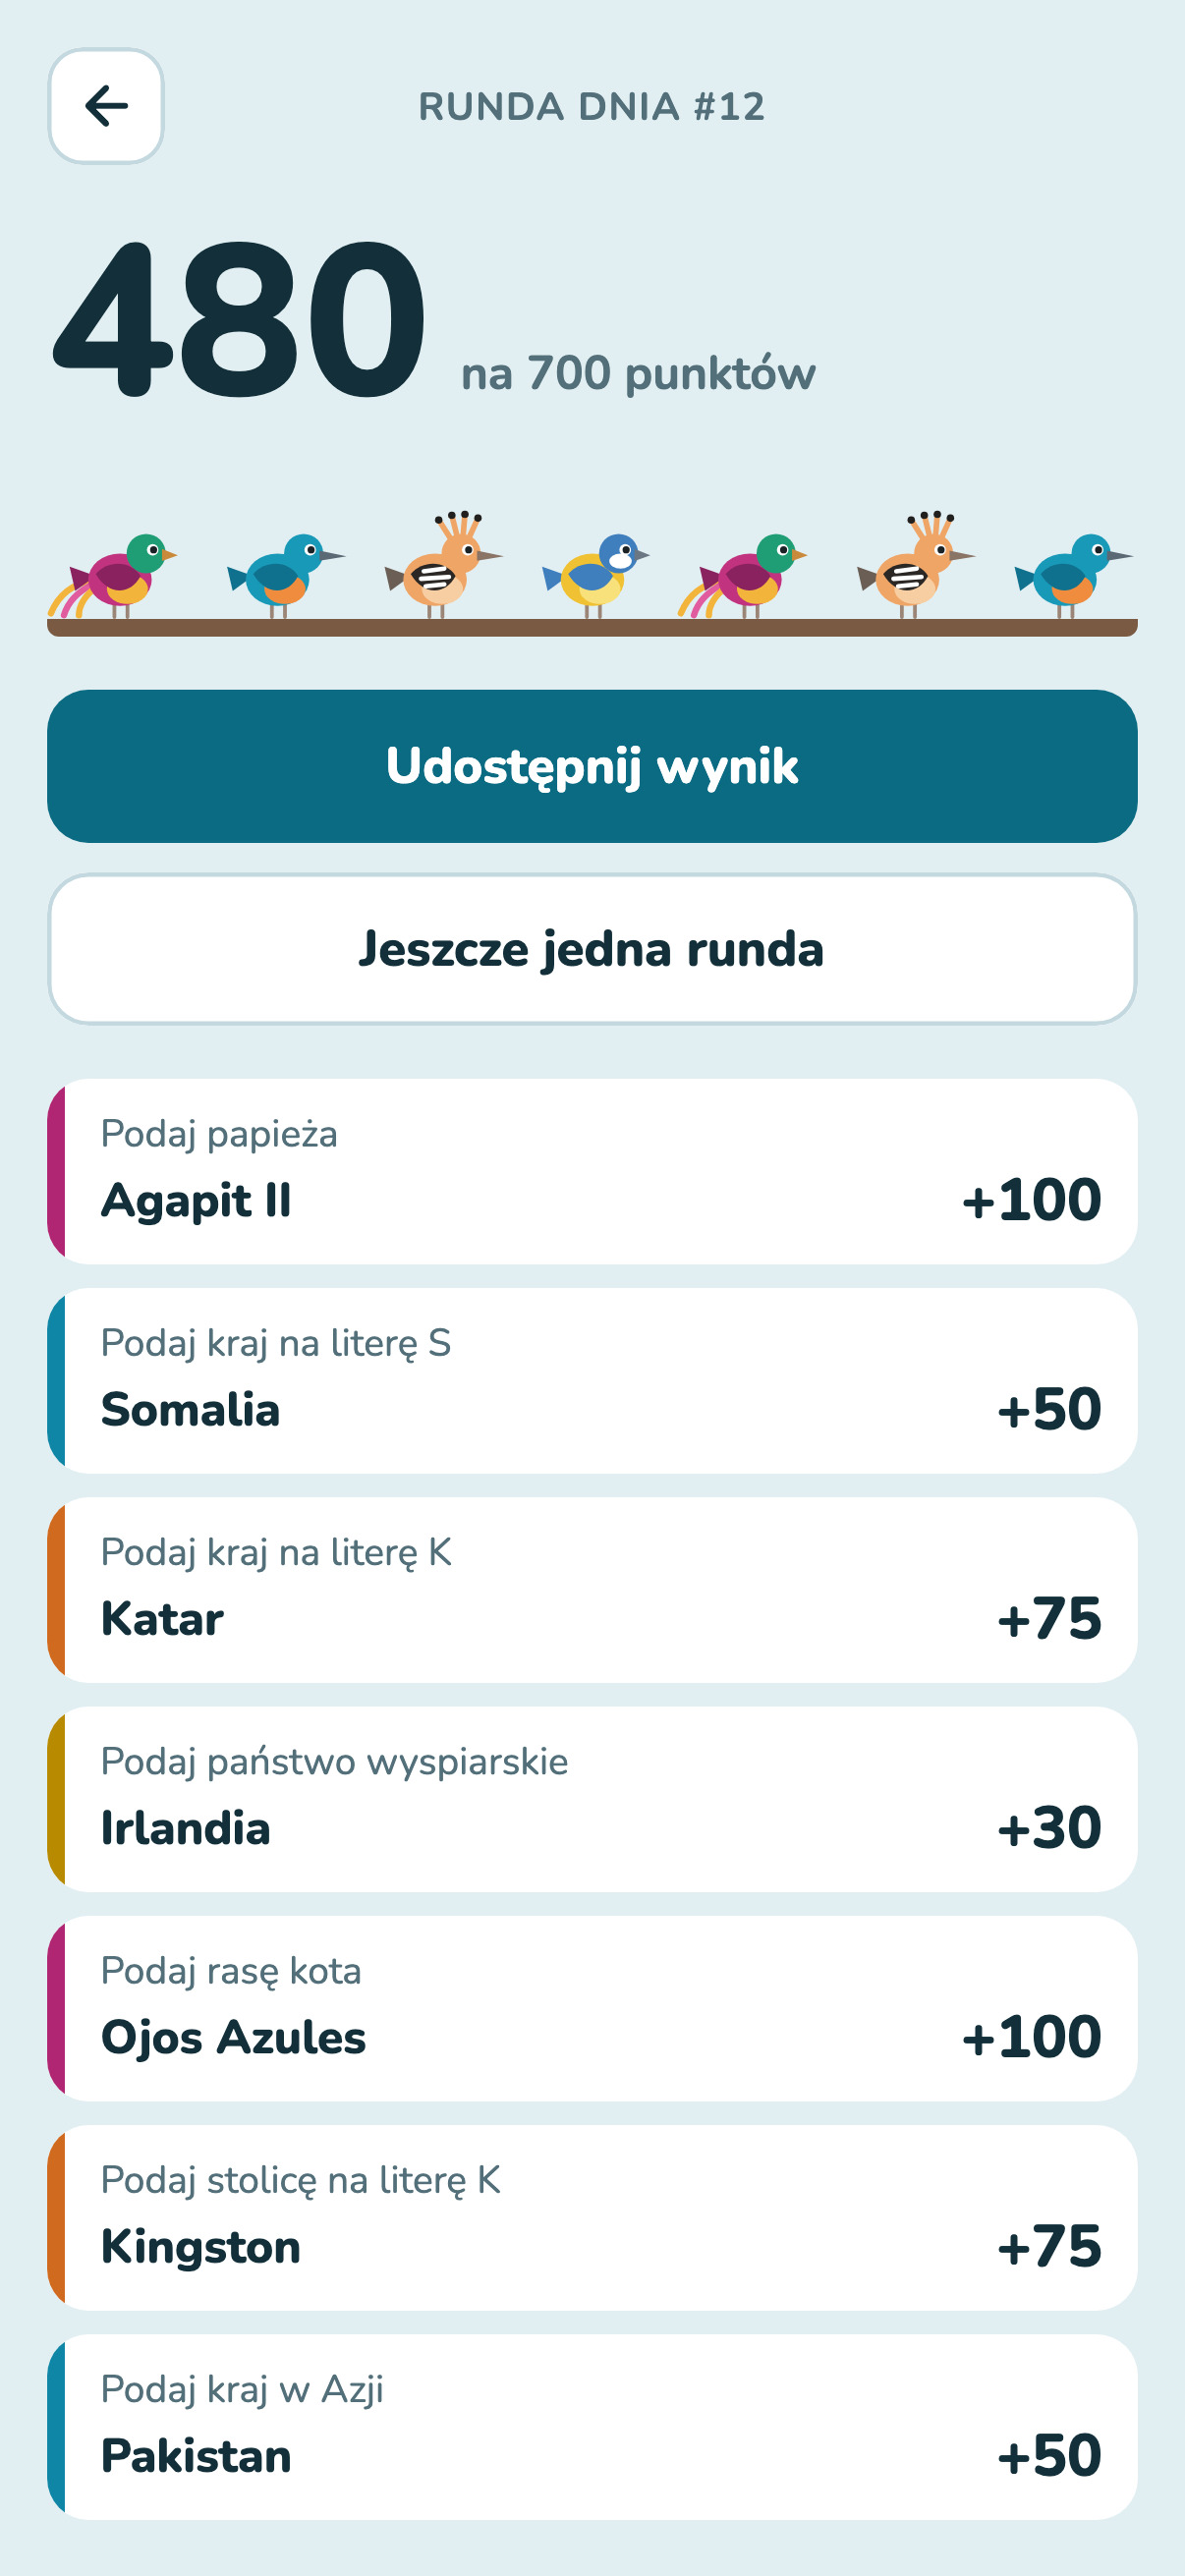 RUNDA DNIA #12
480 na 700 punktów
Udostępnij wynik
Jeszcze jedna runda
Podaj papieża
Agapit II +100
Podaj kraj na literę S
Somalia +50
Podaj kraj na literę K
Katar +75
Podaj państwo wyspiarskie
Irlandia +30
Podaj rasę kota
Ojos Azules +100
Podaj stolicę na literę K
Kingston +75
Podaj kraj w Azji
Pakistan +50